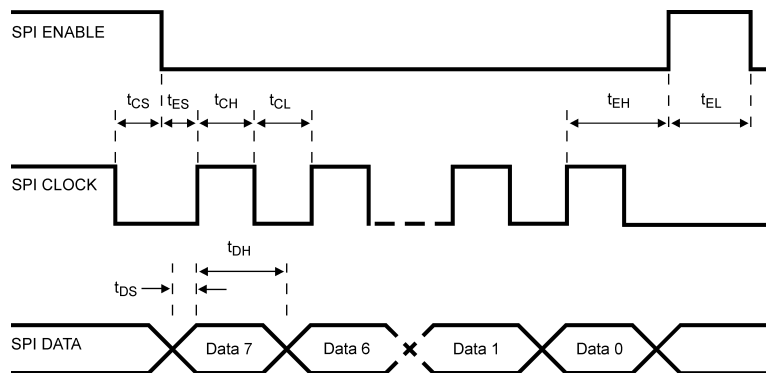 SPI ENABLE
tCS tES tCH tCL tEH tEL
SPI CLOCK
tDH
tDS
SPI DATA Data 7 Data 6 Data 1 Data 0